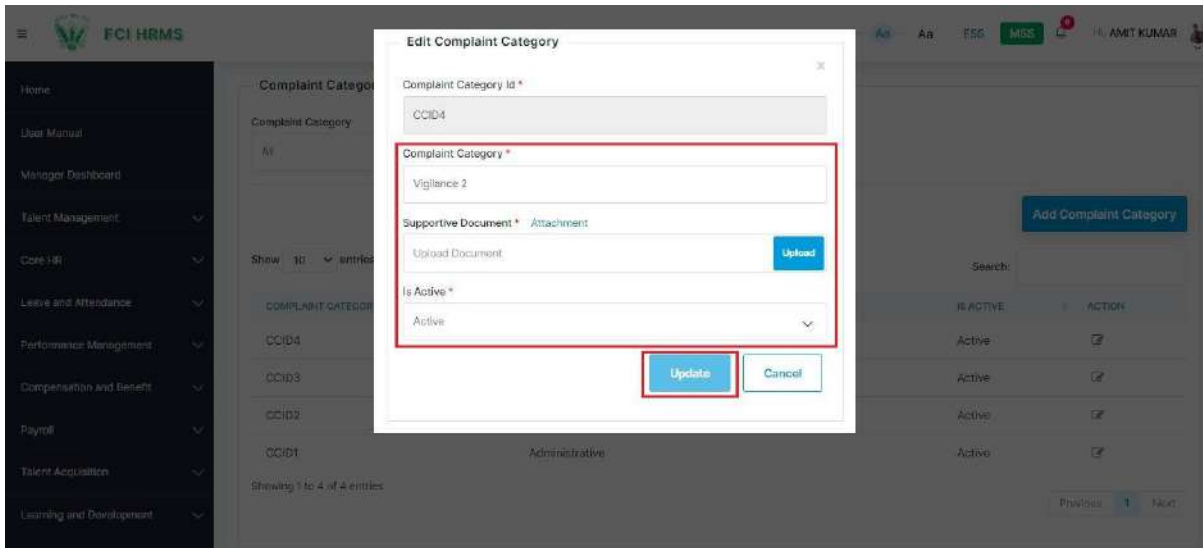 FCI HRMS
Aa Aa ESS MSS Hi, AMIT KUMAR
Home
User Manual
Manager Dashboard
Talent Management
Core HR
Leave and Attendance
Performance Management
Compensation and Benefit
Payroll
Talent Acquisition
Learning and Development
Complaint Catego
Complaint Category
All
Add Complaint Category
Show 10 entries
Search:
COMPLAINT CATEGOR IS ACTIVE ACTION
CCID4 Active
CCID3 Active
CCID2 Active
CCID1 Administrative Active
Showing 1 to 4 of 4 entries
Previous 1 Next
Edit Complaint Category
x
Complaint Category Id *
CCID4
Complaint Category *
Vigilance 2
Supportive Document * Attachment
Upload Document Upload
Is Active *
Active
Update Cancel